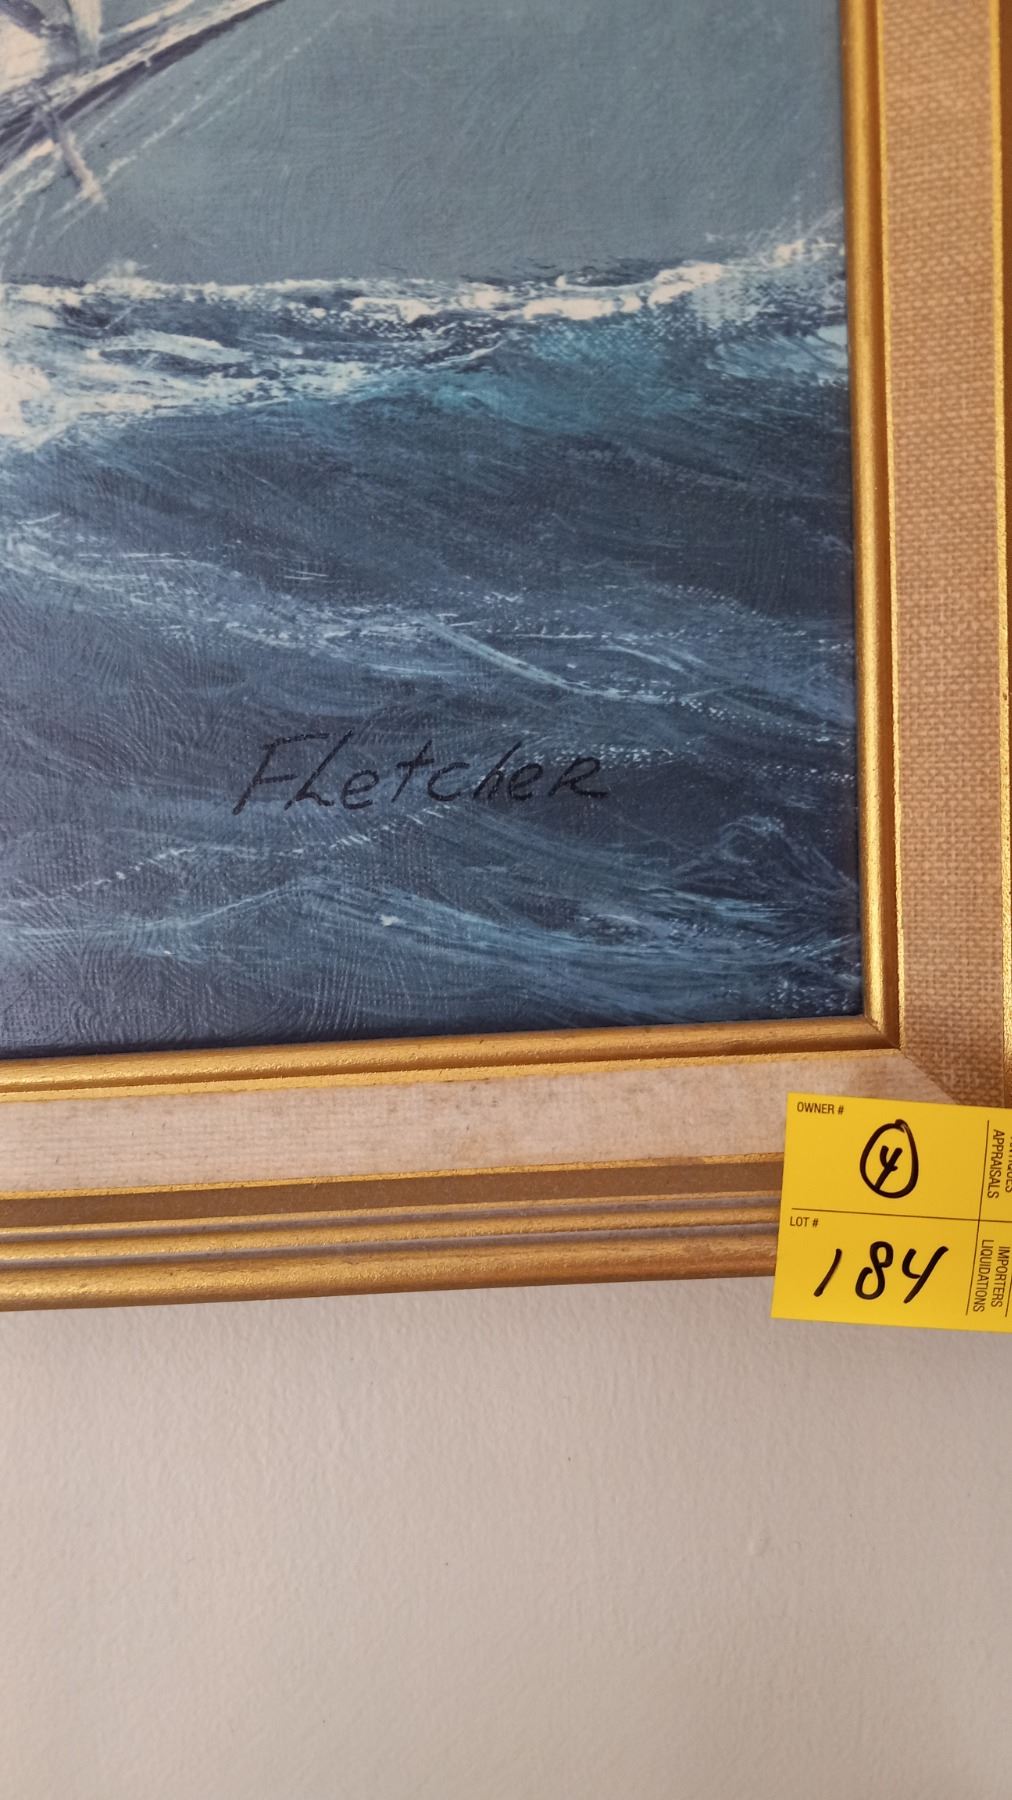 FLetcheR
OWNER #
4
LOT #
184
APPRAISALS
IMPORTERS
LIQUIDATIONS